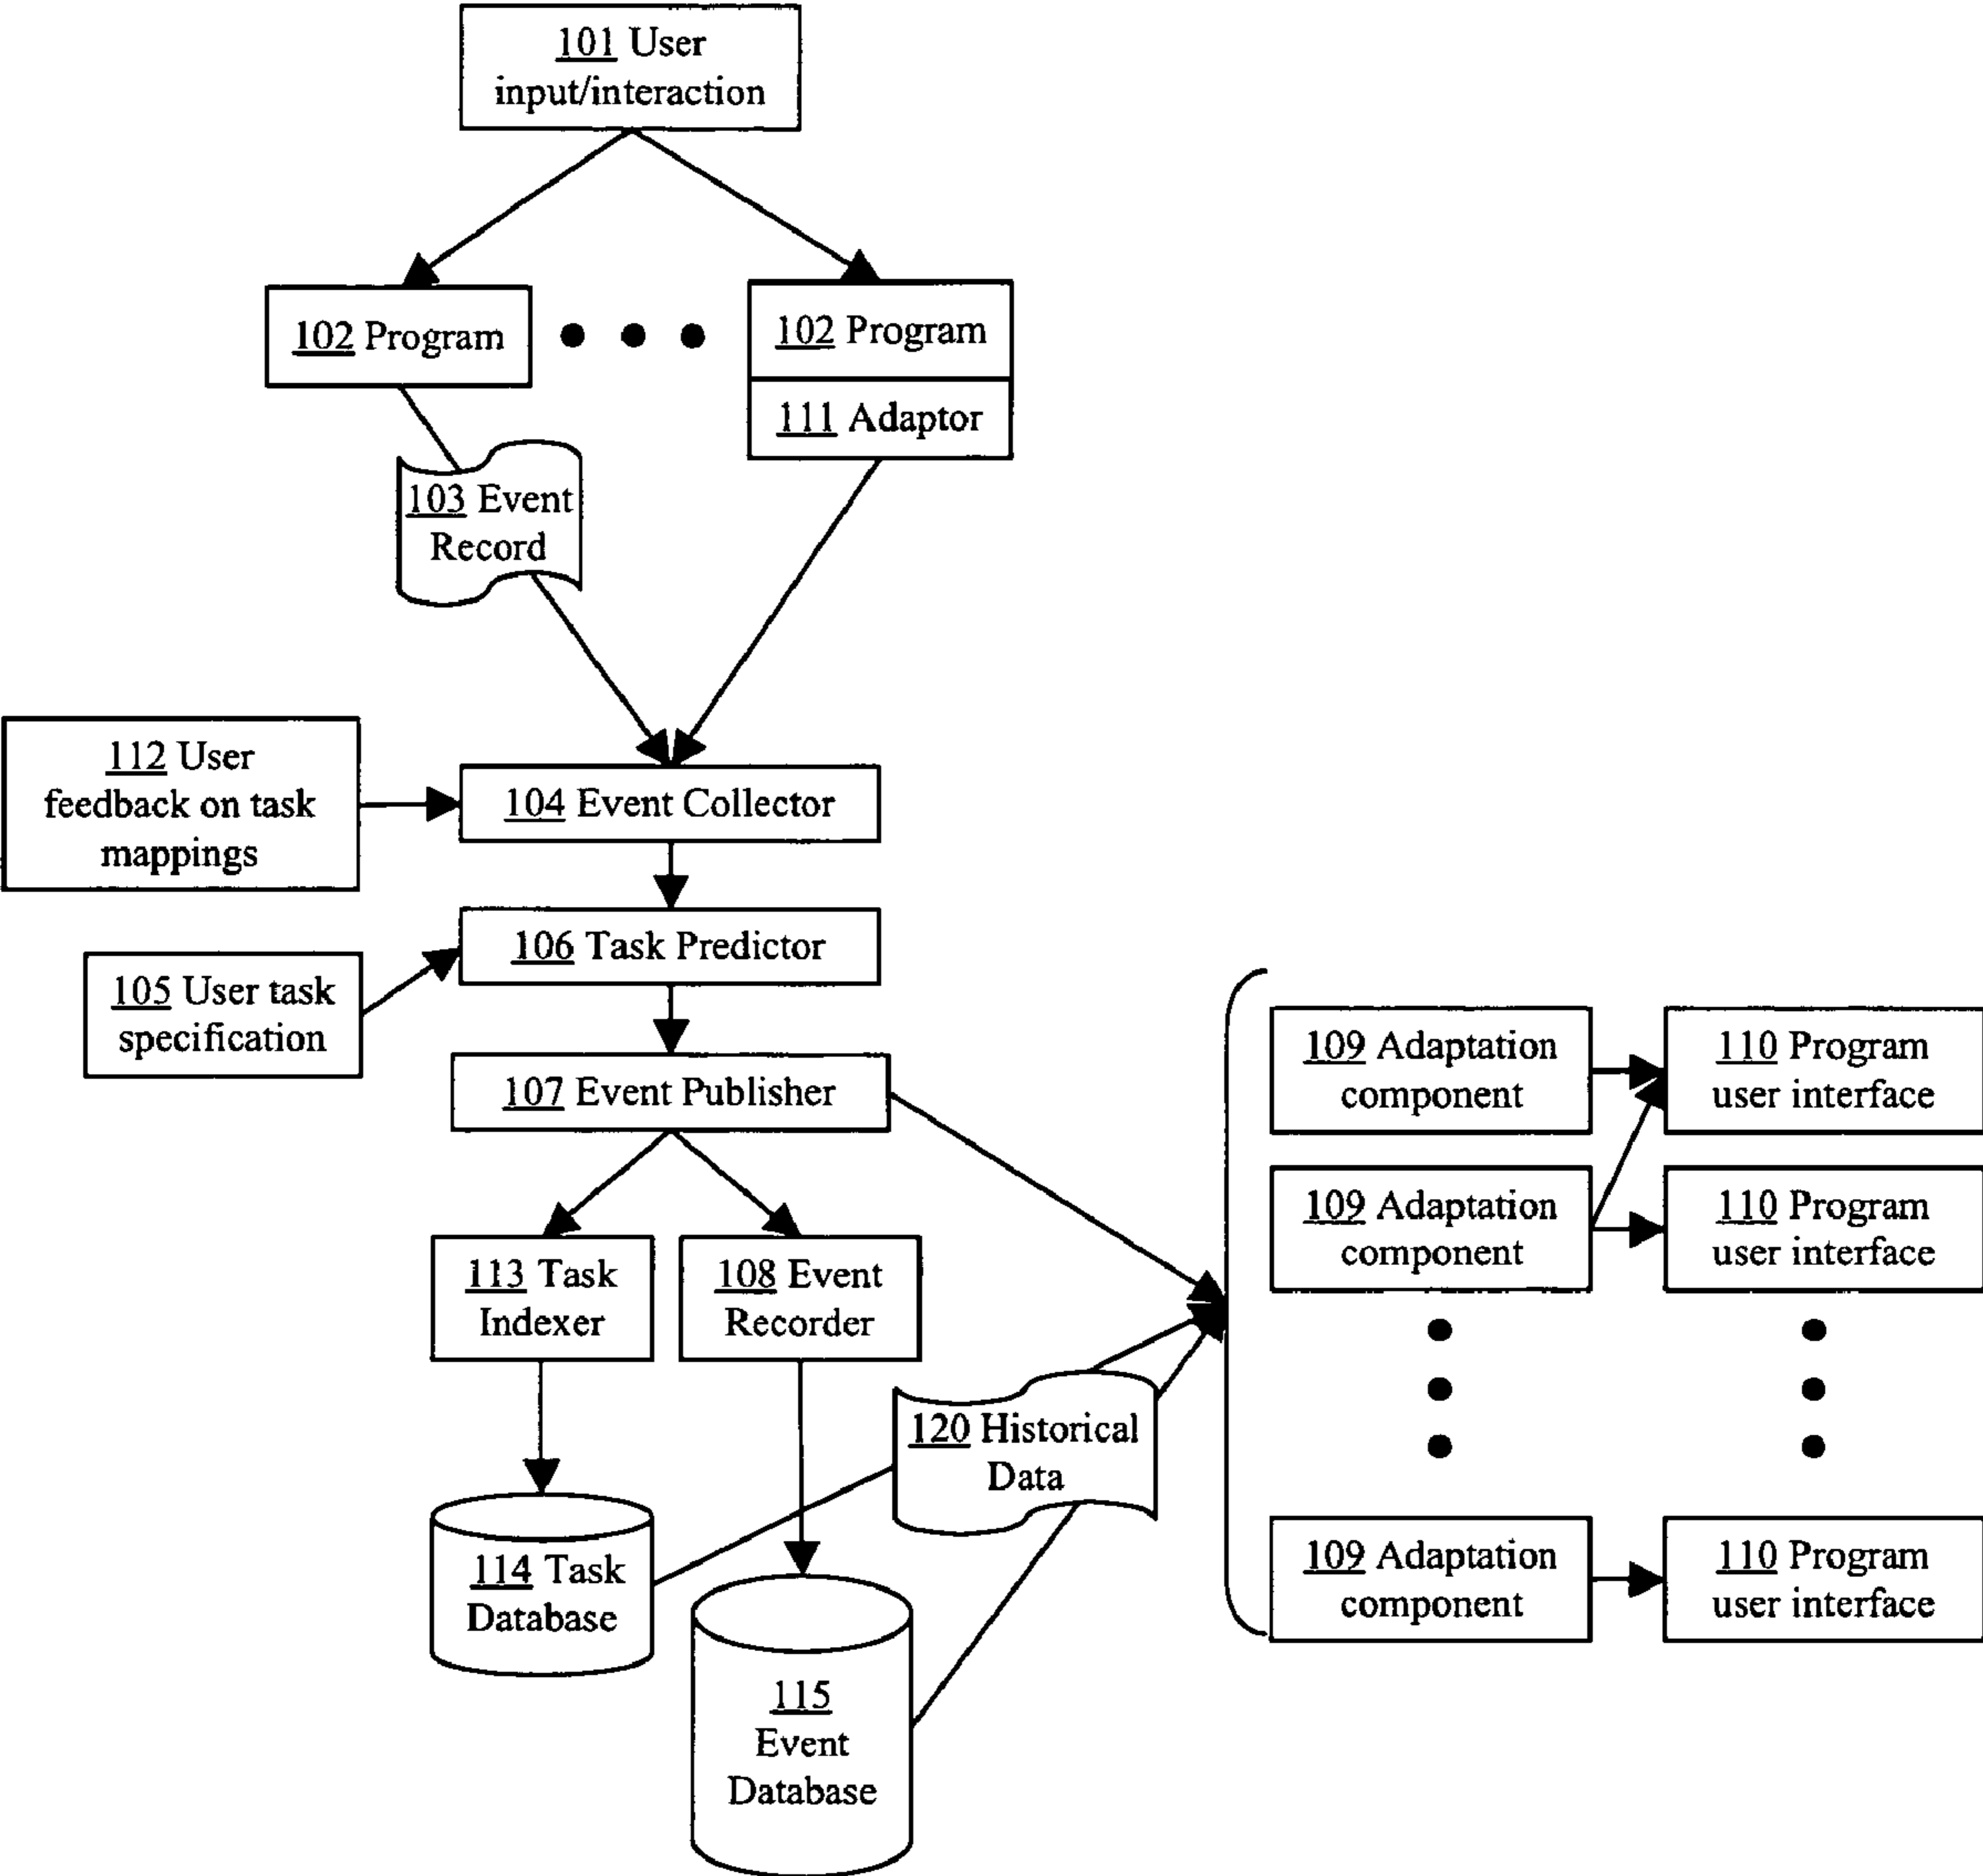 101 User
input/interaction
102 Program
102 Program
111 Adaptor
103 Event
Record
112 User
feedback on task
mappings
104 Event Collector
106 Task Predictor
105 User task
specification
107 Event Publisher
109 Adaptation
component
110 Program
user interface
109 Adaptation
component
110 Program
user interface
113 Task
Indexer
108 Event
Recorder
120 Historical
Data
109 Adaptation
component
110 Program
user interface
114 Task
Database
115
Event
Database